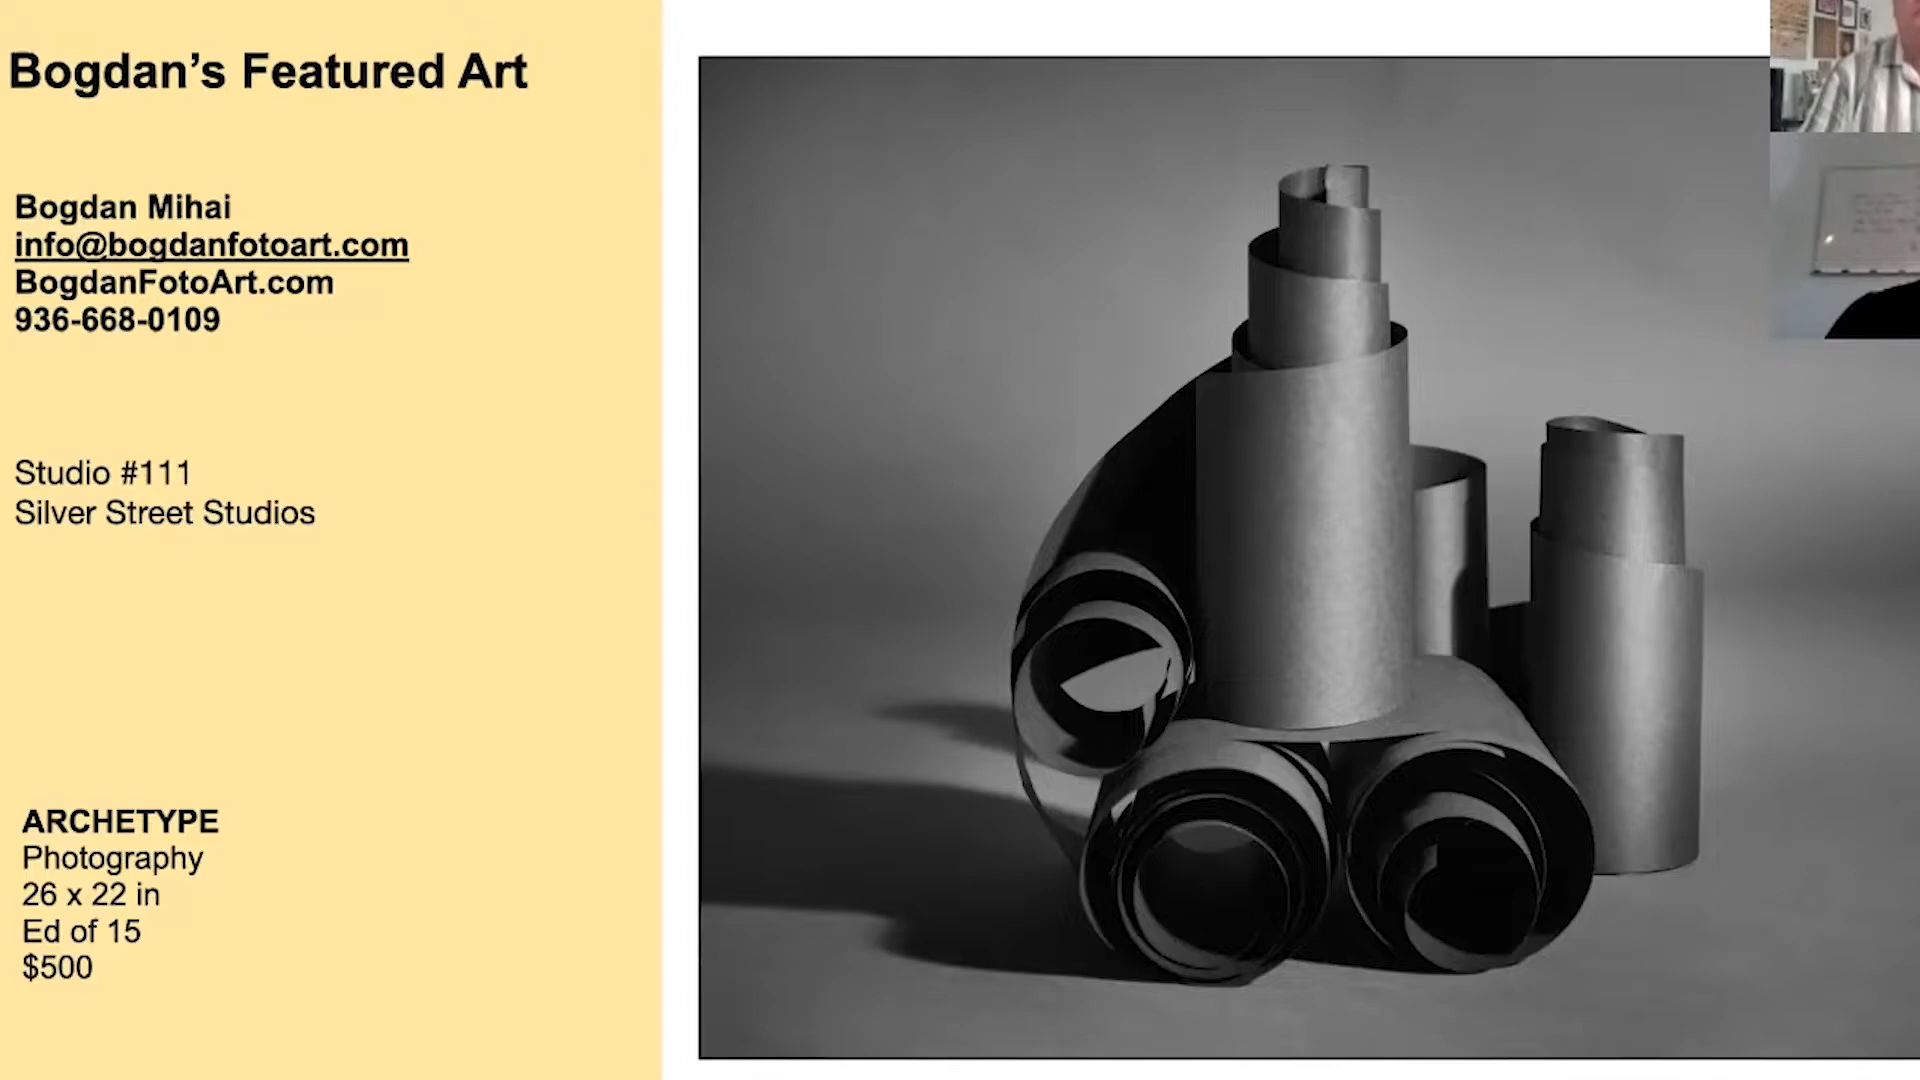 Bogdan’s Featured Art
Bogdan Mihai
info@bogdanfotoart.com
BogdanFotoArt.com
936-668-0109
Studio #111
Silver Street Studios
ARCHETYPE
Photography
26 x 22 in
Ed of 15
$500